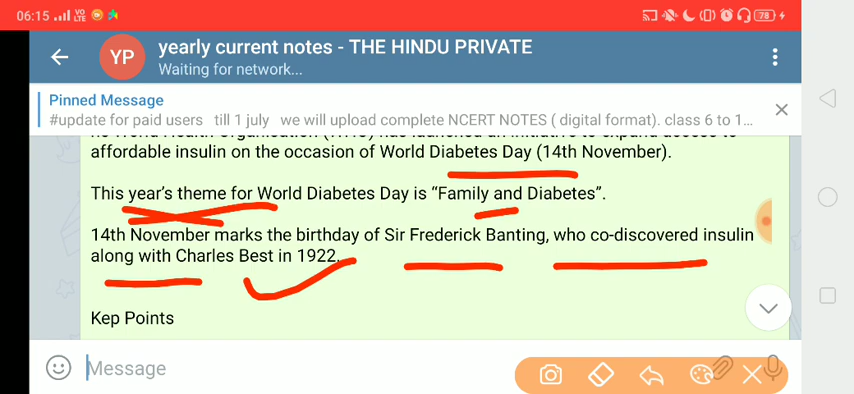 06:15 VO LTE 78
yearly current notes - THE HINDU PRIVATE
YP
Waiting for network...
Pinned Message
#update for paid users till 1 july we will upload complete NCERT NOTES ( digital format). class 6 to 1...
affordable insulin on the occasion of World Diabetes Day (14th November).
This year's theme for World Diabetes Day is “Family and Diabetes”.
14th November marks the birthday of Sir Frederick Banting, who co-discovered insulin
along with Charles Best in 1922.
Kep Points
Message